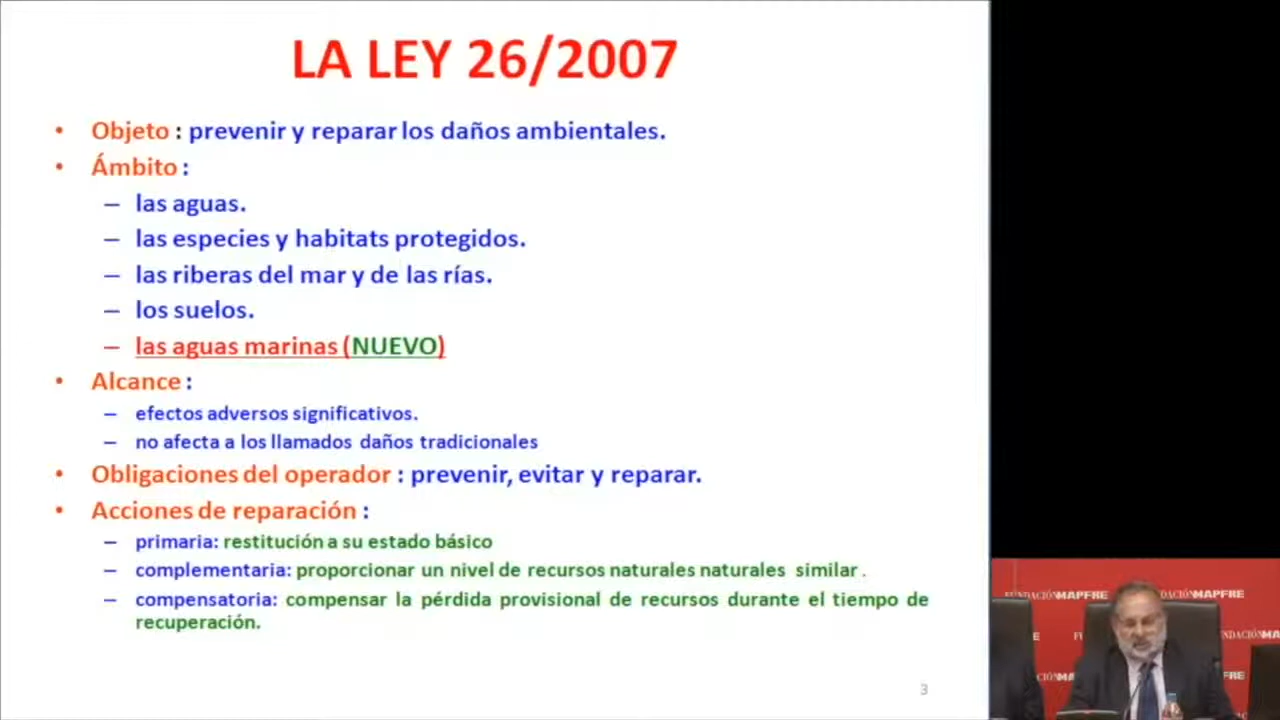 LA LEY 26/2007
• Objeto : prevenir y reparar los daños ambientales.
• Ámbito :
– las aguas.
– las especies y habitats protegidos.
– las riberas del mar y de las rías.
– los suelos.
– las aguas marinas (NUEVO)
• Alcance :
– efectos adversos significativos.
– no afecta a los llamados daños tradicionales
• Obligaciones del operador : prevenir, evitar y reparar.
• Acciones de reparación :
– primaria: restitución a su estado básico
– complementaria: proporcionar un nivel de recursos naturales naturales similar .
– compensatoria: compensar la pérdida provisional de recursos durante el tiempo de
recuperación.
3
FUNDACIÓNMAPFRE
MAPFRE